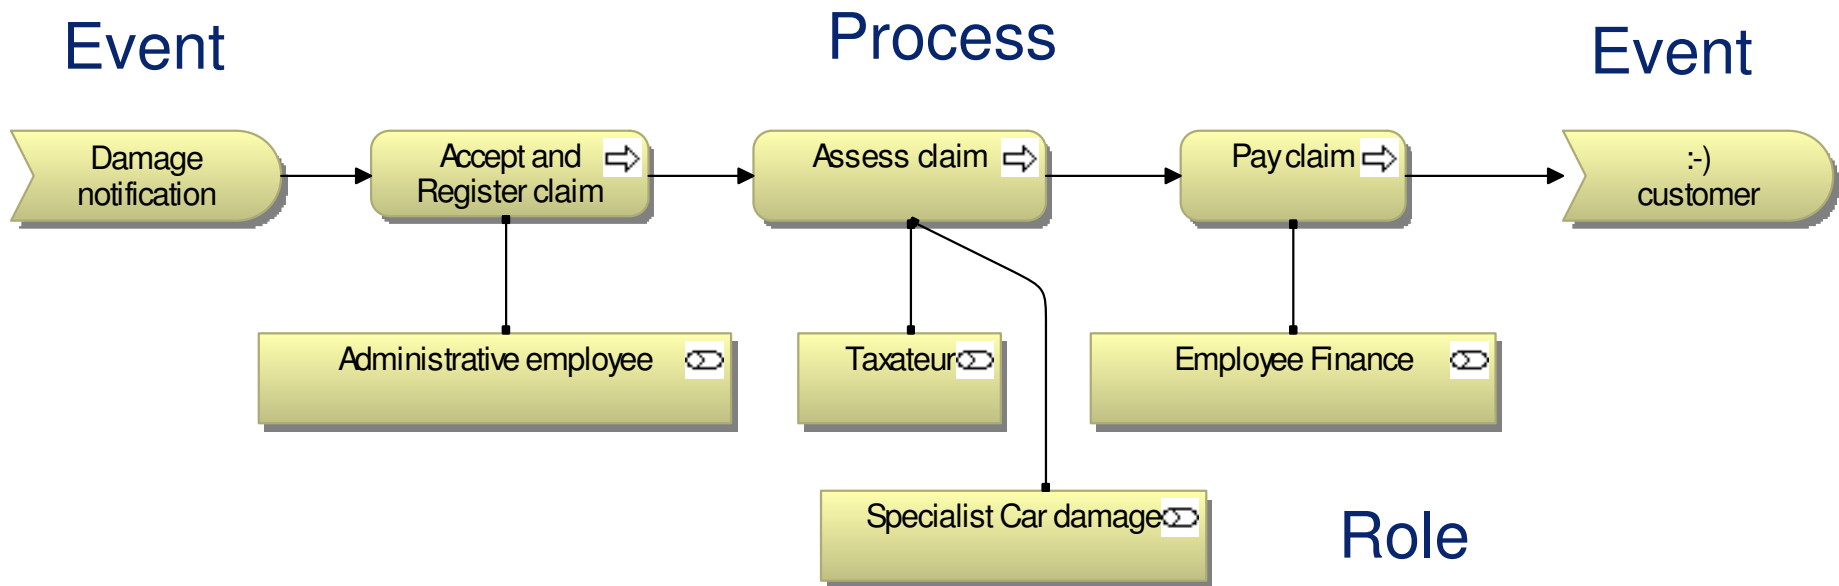 Event
Process
Event
Damage
notification
Accept and
Register claim
Assess claim
Pay claim
:-)
customer
Administrative employee
Taxateur
Employee Finance
Specialist Car damage
Role